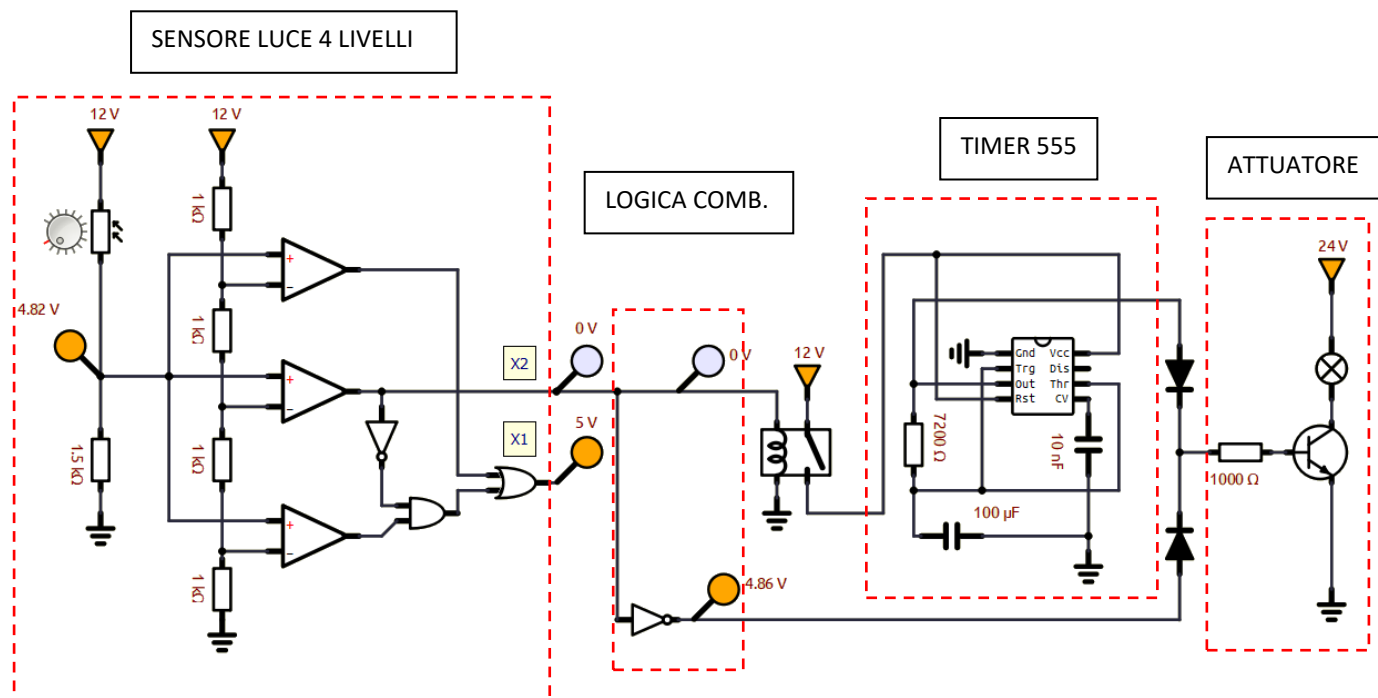 SENSORE LUCE 4 LIVELLI
12 V
12 V
1 kΩ
1 kΩ
1 kΩ
1 kΩ
+
−
+
−
+
−
4.82 V
1.5 kΩ
X2
0 V
X1
5 V
LOGICA COMB.
0 V
4.86 V
12 V
TIMER 555
Gnd Vcc
Trg Dis
Out Thr
Rst CV
7200 Ω
10 nF
100 µF
ATTUATORE
24 V
1000 Ω